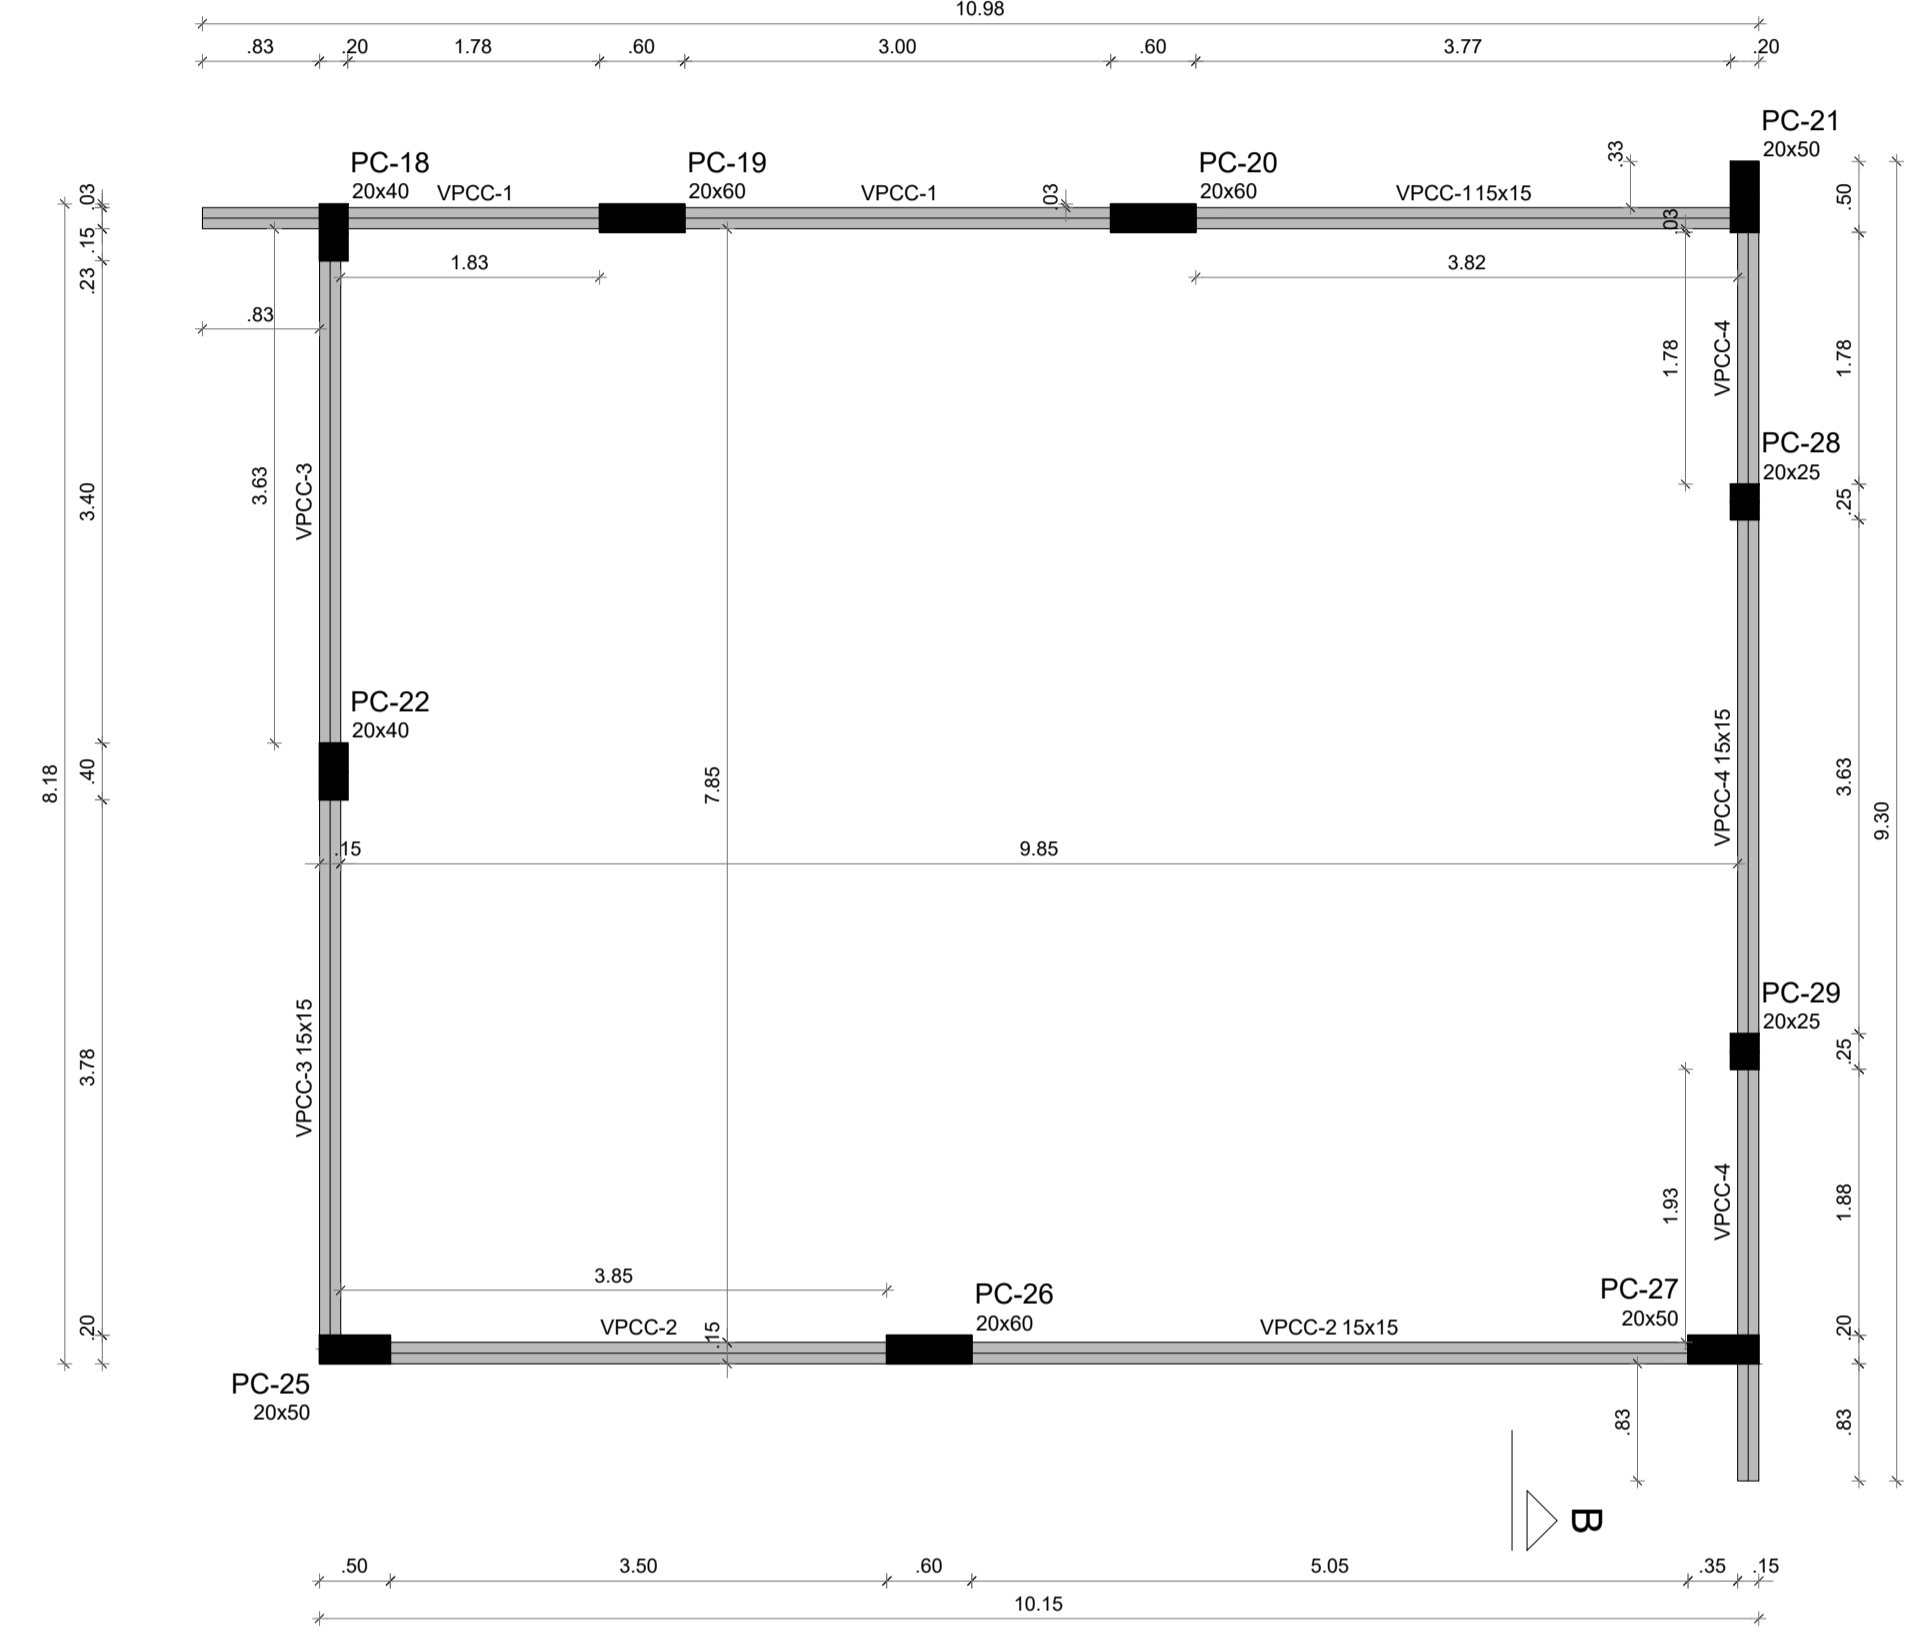 10.98
.83 .20 1.78 .60 3.00 .60 3.77 .20
PC-21
20x50
PC-18
20x40
VPCC-1
PC-19
20x60
VPCC-1
.03
PC-20
20x60
VPCC-115x15
.33
.03
.50
.03
.15
.23
1.83
3.82
.83
1.78
VPCC-4
1.78
PC-28
20x25
.25
3.40
3.63
VPCC-3
PC-22
20x40
8.18
.40
7.85
VPCC-4 15x15
3.63
9.30
.15
9.85
PC-29
20x25
.25
3.78
VPCC-3 15x15
1.93
VPCC-4
1.88
3.85
PC-26
20x60
PC-27
20x50
.20
VPCC-2
.15
VPCC-2 15x15
.20
PC-25
20x50
.83
.83
B
.50 3.50 .60 5.05 .35 .15
10.15